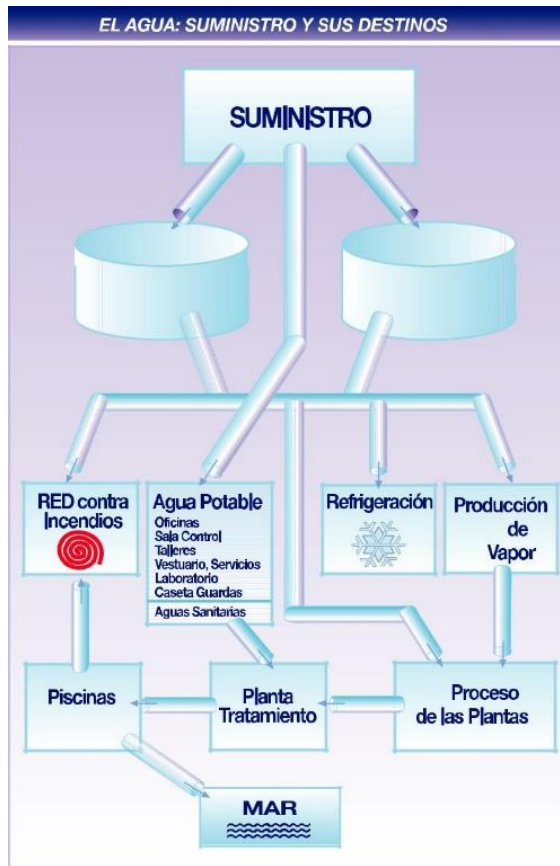 EL AGUA: SUMINISTRO Y SUS DESTINOS
SUMINISTRO
RED contra
Incendios
Agua Potable
Oficinas
Sala Control
Talleres
Vestuario, Servicios
Laboratorio
Caseta Guardas
Aguas Sanitarias
Refrigeración
Producción
de
Vapor
Piscinas
Planta
Tratamiento
Proceso
de las Plantas
MAR